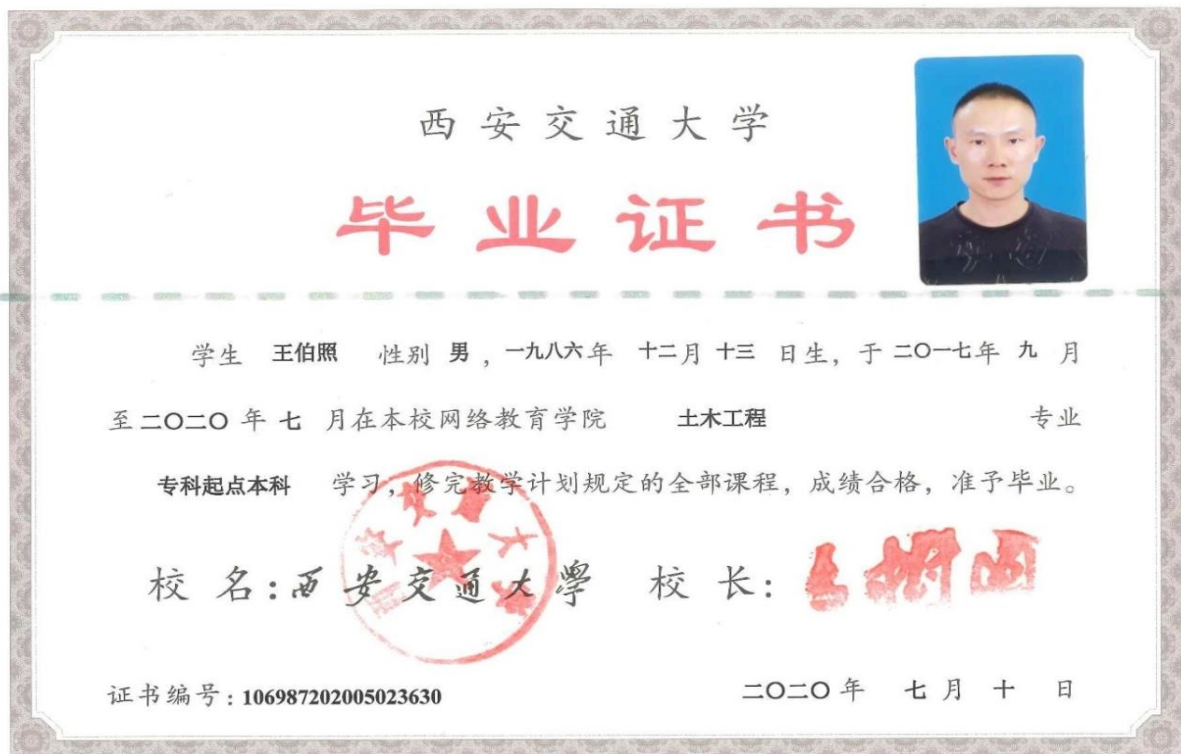 西安交通大学
毕业证书
学生 王伯照 性别 男，一九八六年 十二月 十三 日生，于 二〇一七年 九 月
至 二〇二〇 年 七 月在本校网络教育学院 土木工程 专业
专科起点本科 学习，修完教学计划规定的全部课程，成绩合格，准予毕业。
校 名：西安交通大學 校 长：
证书编号：106987202005023630 二〇二〇 年 七 月 十 日